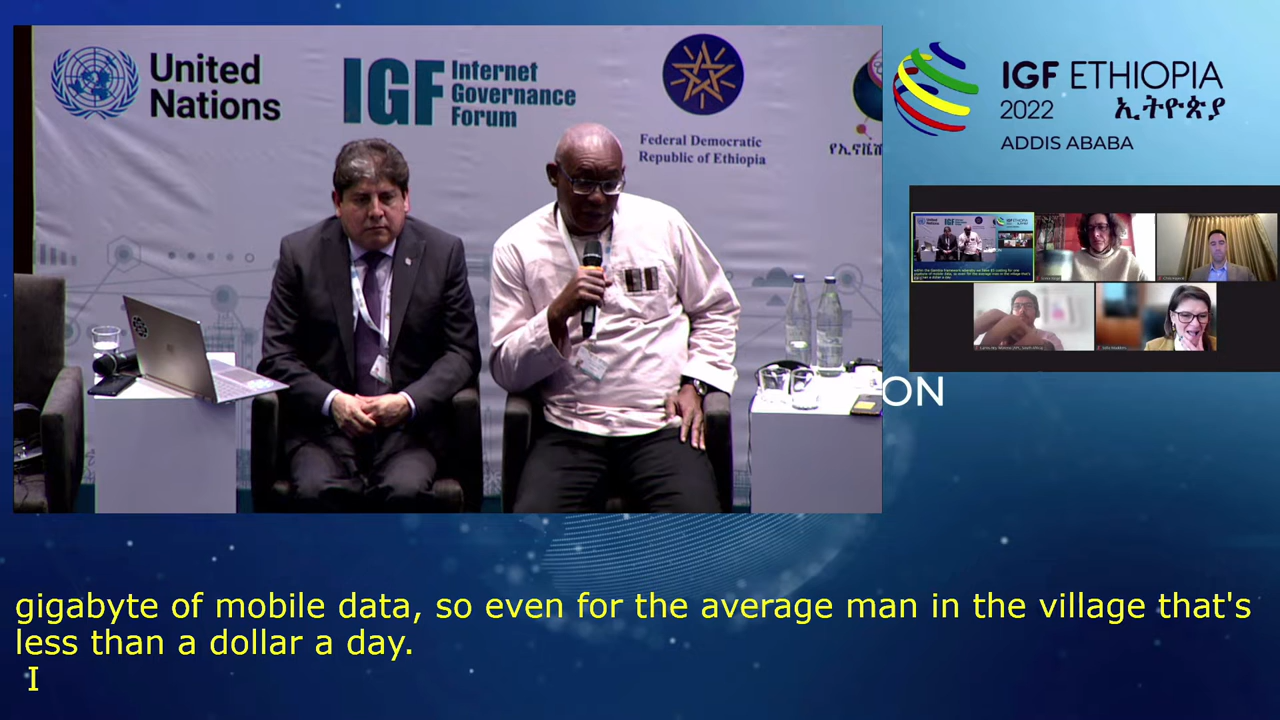 United
Nations
IGF
Internet
Governance
Forum
Federal Democratic
Republic of Ethiopia
IGF ETHIOPIA
2022 ኢትዮጵያ
ADDIS ABABA
ON
gigabyte of mobile data, so even for the average man in the village that's
less than a dollar a day.
I